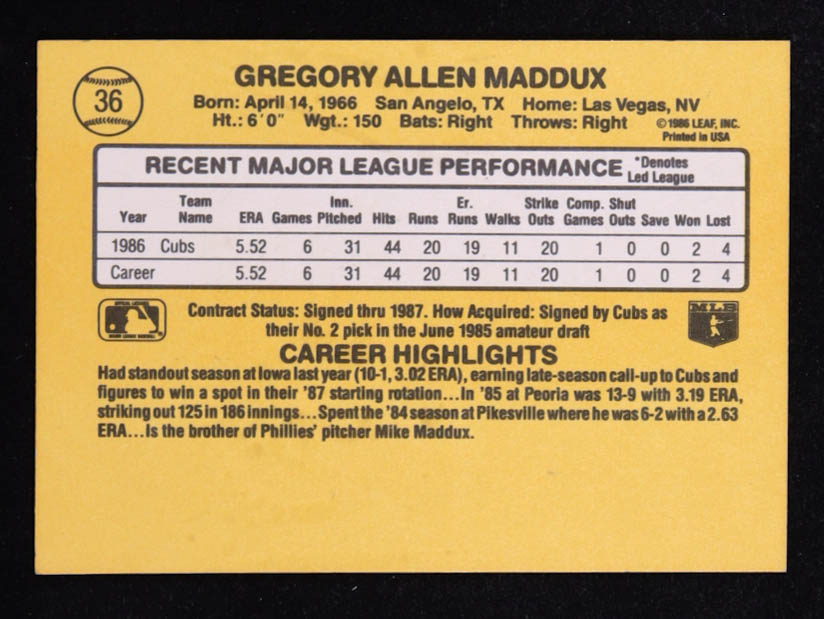 36
GREGORY ALLEN MADDUX
Born: April 14, 1966 San Angelo, TX Home: Las Vegas, NV
Ht.: 6'0" Wgt.: 150 Bats: Right Throws: Right © 1986 LEAF, INC.
Printed in USA
RECENT MAJOR LEAGUE PERFORMANCE *Denotes
Led League
Team Inn. Er. Strike Comp. Shut
Year Name ERA Games Pitched Hits Runs Runs Walks Outs Games Outs Save Won Lost
1986 Cubs 5.52 6 31 44 20 19 11 20 1 0 0 2 4
Career 5.52 6 31 44 20 19 11 20 1 0 0 2 4
Contract Status: Signed thru 1987. How Acquired: Signed by Cubs as
their No. 2 pick in the June 1985 amateur draft
MLB
CAREER HIGHLIGHTS
Had standout season at Iowa last year (10-1, 3.02 ERA), earning late-season call-up to Cubs and
figures to win a spot in their '87 starting rotation...In '85 at Peoria was 13-9 with 3.19 ERA,
striking out 125 in 186 innings...Spent the '84 season at Pikesville where he was 6-2 with a 2.63
ERA...Is the brother of Phillies' pitcher Mike Maddux.